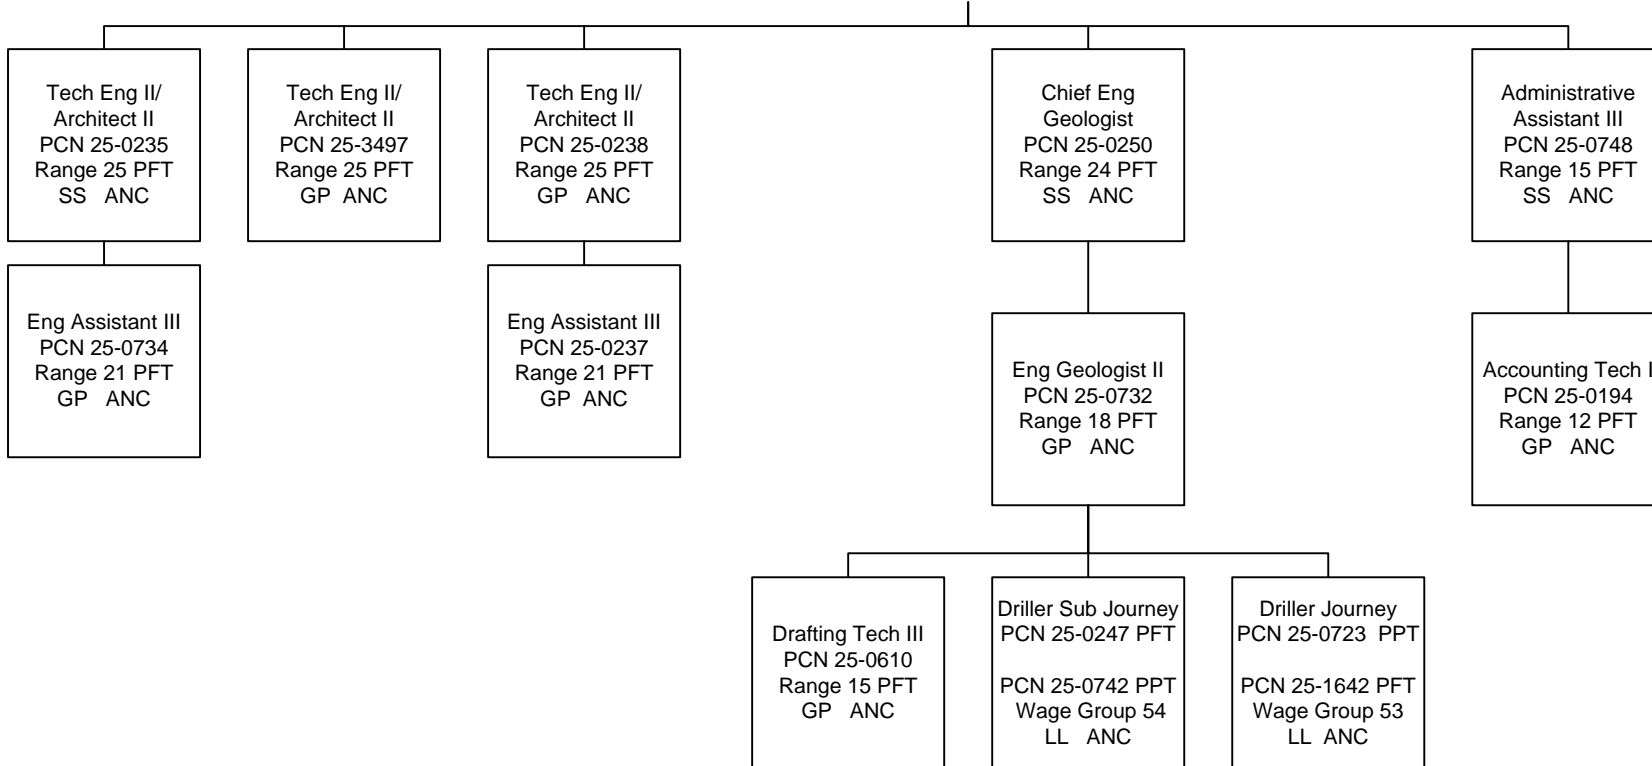 Tech Eng II/
Architect II
PCN 25-0235
Range 25 PFT
SS ANC
Tech Eng II/
Architect II
PCN 25-3497
Range 25 PFT
GP ANC
Tech Eng II/
Architect II
PCN 25-0238
Range 25 PFT
GP ANC
Chief Eng
Geologist
PCN 25-0250
Range 24 PFT
SS ANC
Administrative
Assistant III
PCN 25-0748
Range 15 PFT
SS ANC
Eng Assistant III
PCN 25-0734
Range 21 PFT
GP ANC
Eng Assistant III
PCN 25-0237
Range 21 PFT
GP ANC
Eng Geologist II
PCN 25-0732
Range 18 PFT
GP ANC
Accounting Tech
PCN 25-0194
Range 12 PFT
GP ANC
Drafting Tech III
PCN 25-0610
Range 15 PFT
GP ANC
Driller Sub Journey
PCN 25-0247 PFT
PCN 25-0742 PPT
Wage Group 54
LL ANC
Driller Journey
PCN 25-0723 PPT
PCN 25-1642 PFT
Wage Group 53
LL ANC